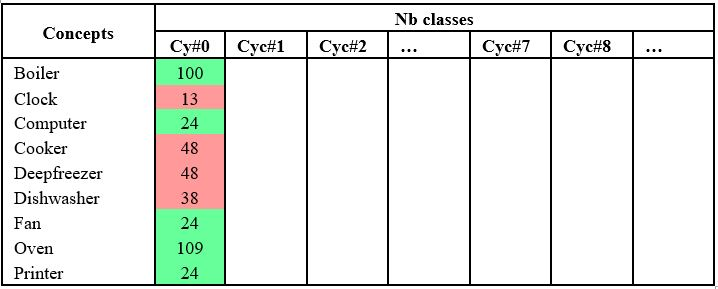 Concepts Nb classes
Cy#0 Cyc#1 Cyc#2 … Cyc#7 Cyc#8 …
Boiler 100
Clock 13
Computer 24
Cooker 48
Deepfreezer 48
Dishwasher 38
Fan 24
Oven 109
Printer 24